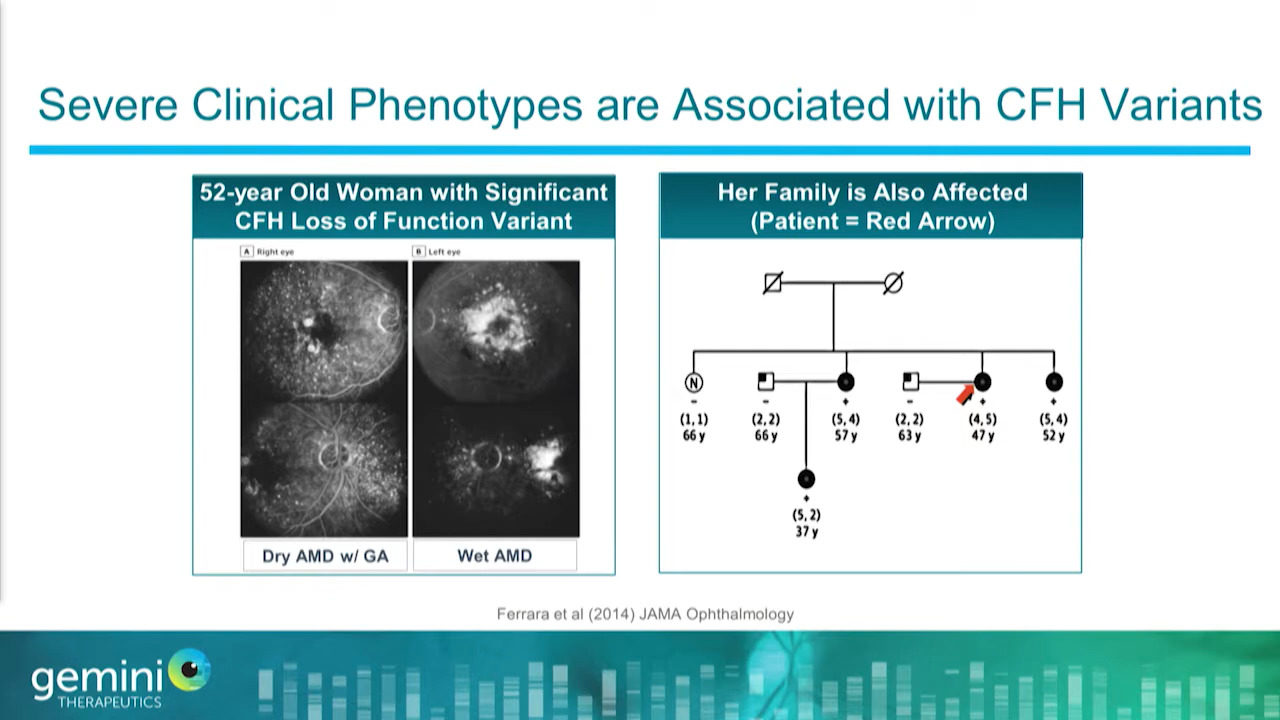 Severe Clinical Phenotypes are Associated with CFH Variants
52-year Old Woman with Significant
CFH Loss of Function Variant
A Right eye
B Left eye
Dry AMD w/ GA
Wet AMD
Her Family is Also Affected
(Patient = Red Arrow)
N
- - + - + +
(1,1) (2,2) (5,4) (2,2) (4,5) (5,4)
66 y 66 y 57 y 63 y 47 y 52 y
+
(5,2)
37 y
Ferrara et al (2014) JAMA Ophthalmology
gemini
THERAPEUTICS